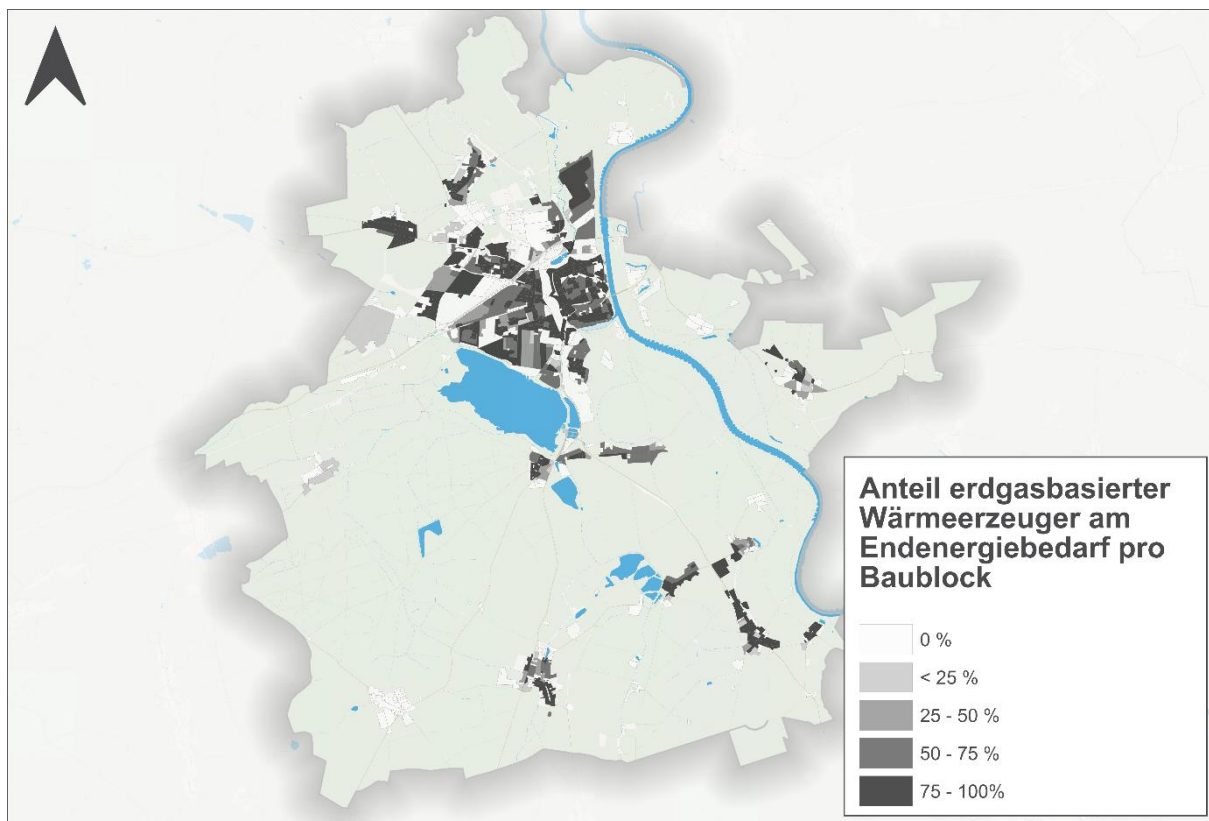 Anteil erdgasbasierter
Wärmeerzeuger am
Endenergiebedarf pro
Baublock
0 %
< 25 %
25 - 50 %
50 - 75 %
75 - 100%